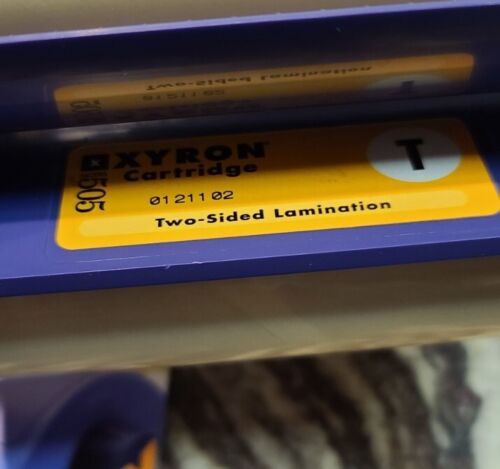 XYRON
Cartridge
505
0121102
Two-Sided Lamination
T